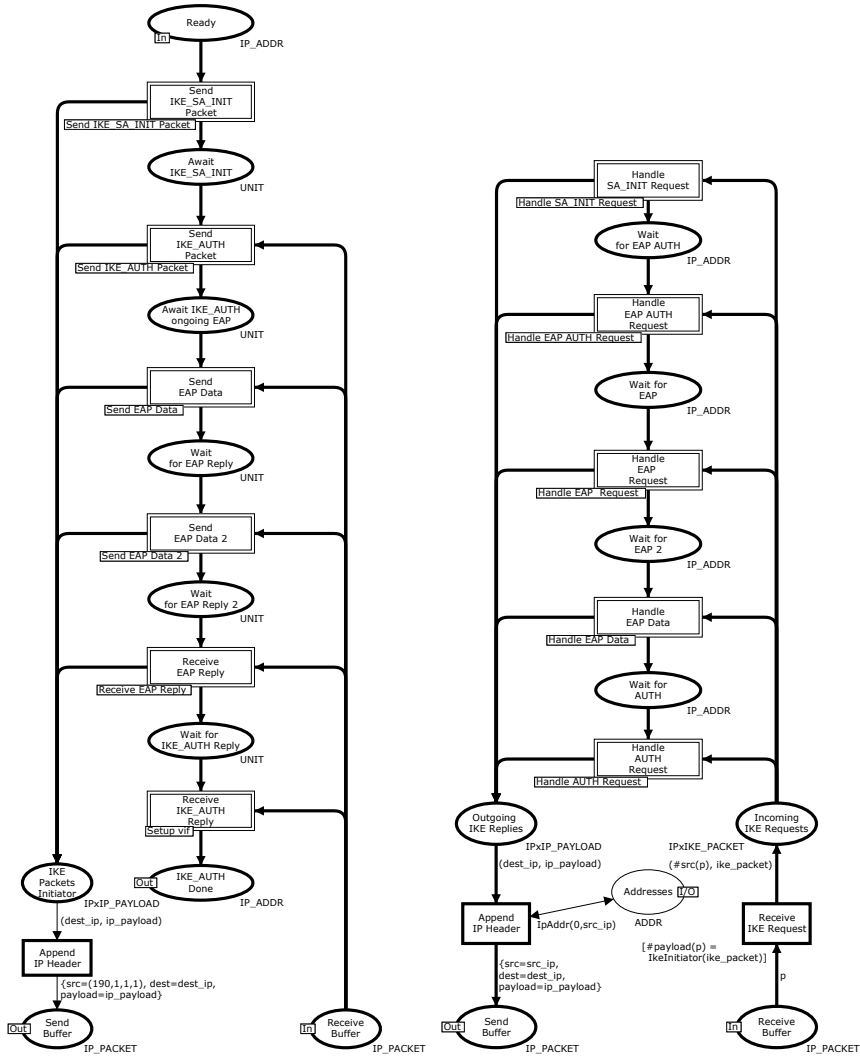 Ready
In
IP_ADDR
Send
IKE_SA_INIT
Packet
Send IKE_SA_INIT Packet
Await
IKE_SA_INIT
UNIT
Send
IKE_AUTH
Packet
Send IKE_AUTH Packet
Await IKE_AUTH
ongoing EAP
UNIT
Send
EAP Data
Send EAP Data
Wait
for EAP Reply
UNIT
Send
EAP Data 2
Send EAP Data 2
Wait
for EAP Reply 2
UNIT
Receive
EAP Reply
Receive EAP Reply
Wait for
IKE_AUTH Reply
UNIT
Receive
IKE_AUTH
Reply
Setup vif
IKE_AUTH
Done
Out
IP_ADDR
IKE
Packets
Initiator
IPxIP_PAYLOAD
(dest_ip, ip_payload)
Append
IP Header
{src=(190,1,1,1), dest=dest_ip,
payload=ip_payload}
Out
Send
Buffer
IP_PACKET
In
Receive
Buffer
IP_PACKET
Handle
SA_INIT Request
Handle SA_INIT Request
Wait
for EAP AUTH
IP_ADDR
Handle
EAP AUTH
Request
Handle EAP AUTH Request
Wait for
EAP
IP_ADDR
Handle
EAP
Request
Handle EAP  Request
Wait for
EAP 2
IP_ADDR
Handle
EAP Data
Handle EAP Data
Wait for
AUTH
IP_ADDR
Handle
AUTH
Request
Handle AUTH Request
Outgoing
IKE Replies
IPxIP_PAYLOAD
(dest_ip, ip_payload)
Incoming
IKE Requests
IPxIKE_PACKET
(#src(p), ike_packet)
Addresses
I/O
ADDR
IpAddr(0,src_ip)
Append
IP Header
Receive
IKE Request
{src=src_ip,
dest=dest_ip,
payload=ip_payload}
[#payload(p) =
IkeInitiator(ike_packet)]
p
Out
Send
Buffer
IP_PACKET
In
Receive
Buffer
IP_PACKET